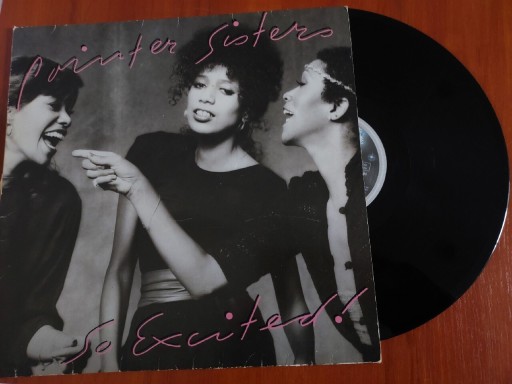 Pointer Sisters
So Excited!